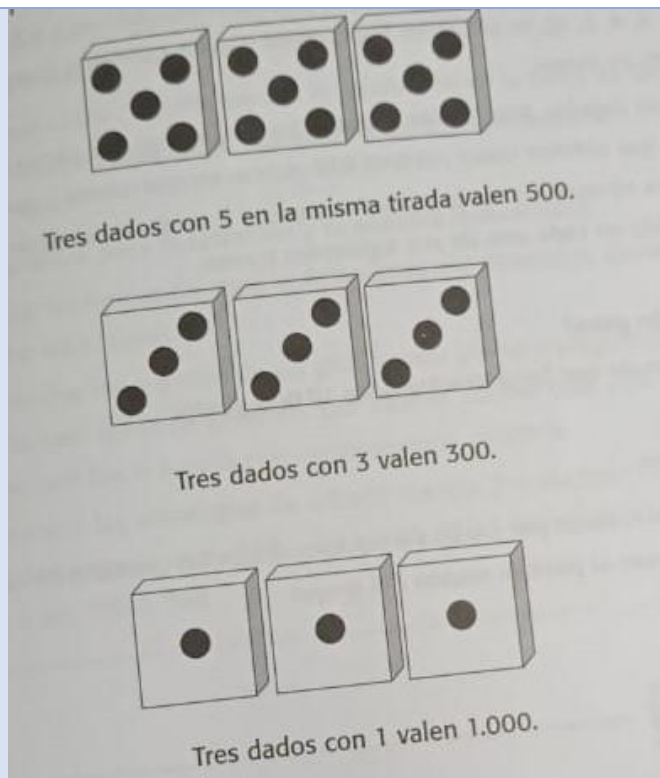 Tres dados con 5 en la misma tirada valen 500.
Tres dados con 3 valen 300.
Tres dados con 1 valen 1.000.